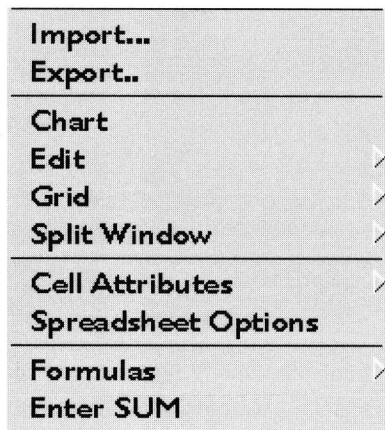 Import...
Export..
Chart
Edit
Grid
Split Window
Cell Attributes
Spreadsheet Options
Formulas
Enter SUM